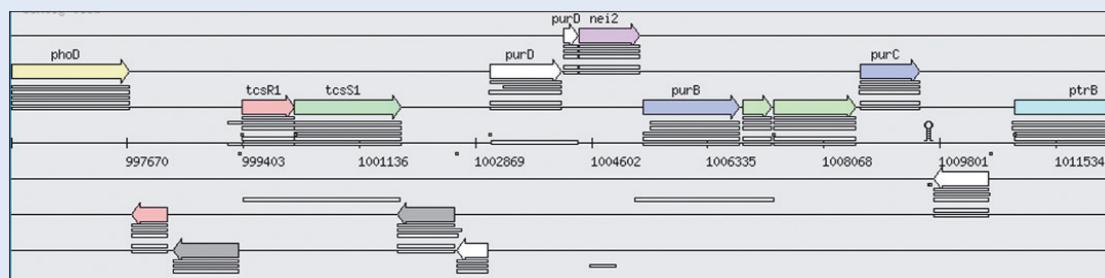 purD nei2
phoD purD purC
tcsR1 tcsS1 purB ptrB
997670 999403 1001136 1002869 1004602 1006335 1008068 1009801 1011534